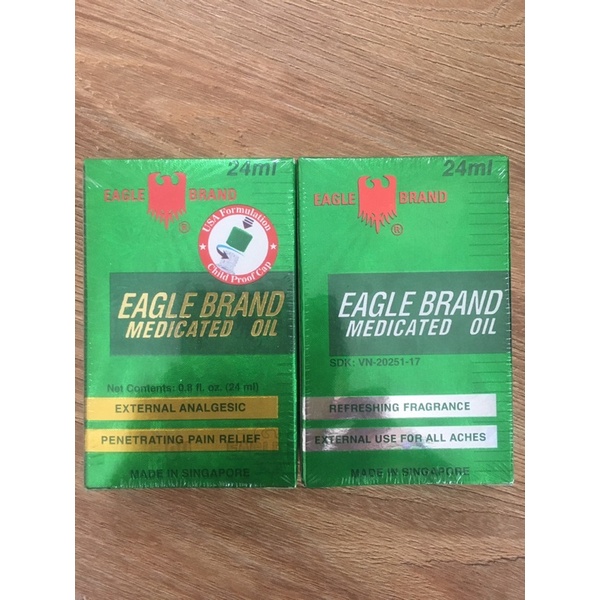 24ml
EAGLE BRAND
®
USA Formulation
Child Proof Cap
EAGLE BRAND
MEDICATED OIL
Net Contents: 0.8 fl. oz. (24 ml)
EXTERNAL ANALGESIC
PENETRATING PAIN RELIEF
MADE IN SINGAPORE
24ml
EAGLE BRAND
®
EAGLE BRAND
MEDICATED OIL
SDK: VN-20251-17
REFRESHING FRAGRANCE
EXTERNAL USE FOR ALL ACHES
MADE IN SINGAPORE